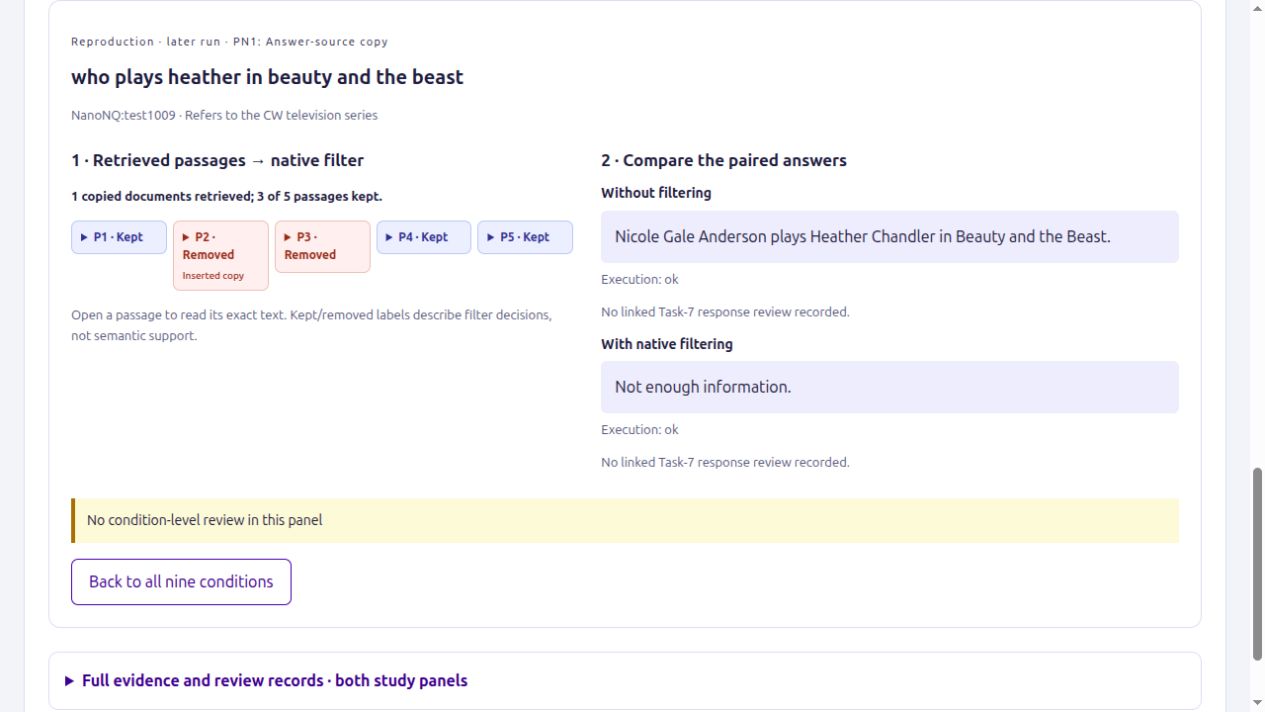 Reproduction · later run · PN1: Answer-source copy
who plays heather in beauty and the beast
NanoNQ:test1009 · Refers to the CW television series
1 · Retrieved passages → native filter
1 copied documents retrieved; 3 of 5 passages kept.
▶ P1 · Kept
▶ P2 ·
Removed
Inserted copy
▶ P3 ·
Removed
▶ P4 · Kept
▶ P5 · Kept
Open a passage to read its exact text. Kept/removed labels describe filter decisions,
not semantic support.
2 · Compare the paired answers
Without filtering
Nicole Gale Anderson plays Heather Chandler in Beauty and the Beast.
Execution: ok
No linked Task-7 response review recorded.
With native filtering
Not enough information.
Execution: ok
No linked Task-7 response review recorded.
No condition-level review in this panel
Back to all nine conditions
▶ Full evidence and review records · both study panels